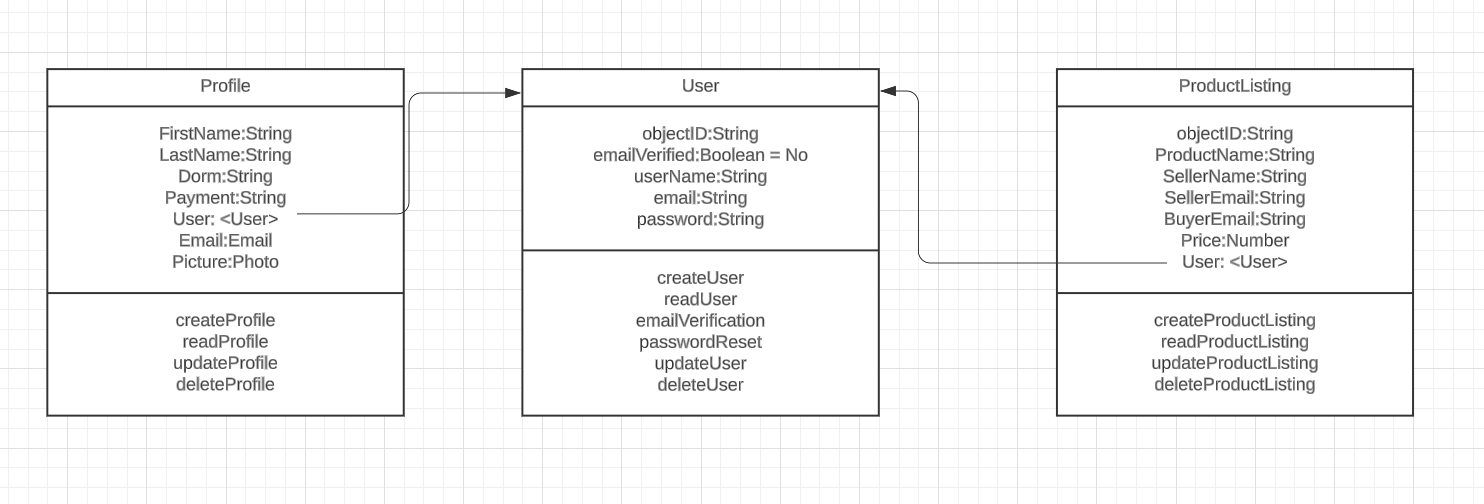 Profile
FirstName:String
LastName:String
Dorm:String
Payment:String
User: <User>
Email:Email
Picture:Photo
createProfile
readProfile
updateProfile
deleteProfile
User
objectID:String
emailVerified:Boolean = No
userName:String
email:String
password:String
createUser
readUser
emailVerification
passwordReset
updateUser
deleteUser
ProductListing
objectID:String
ProductName:String
SellerName:String
SellerEmail:String
BuyerEmail:String
Price:Number
User: <User>
createProductListing
readProductListing
updateProductListing
deleteProductListing